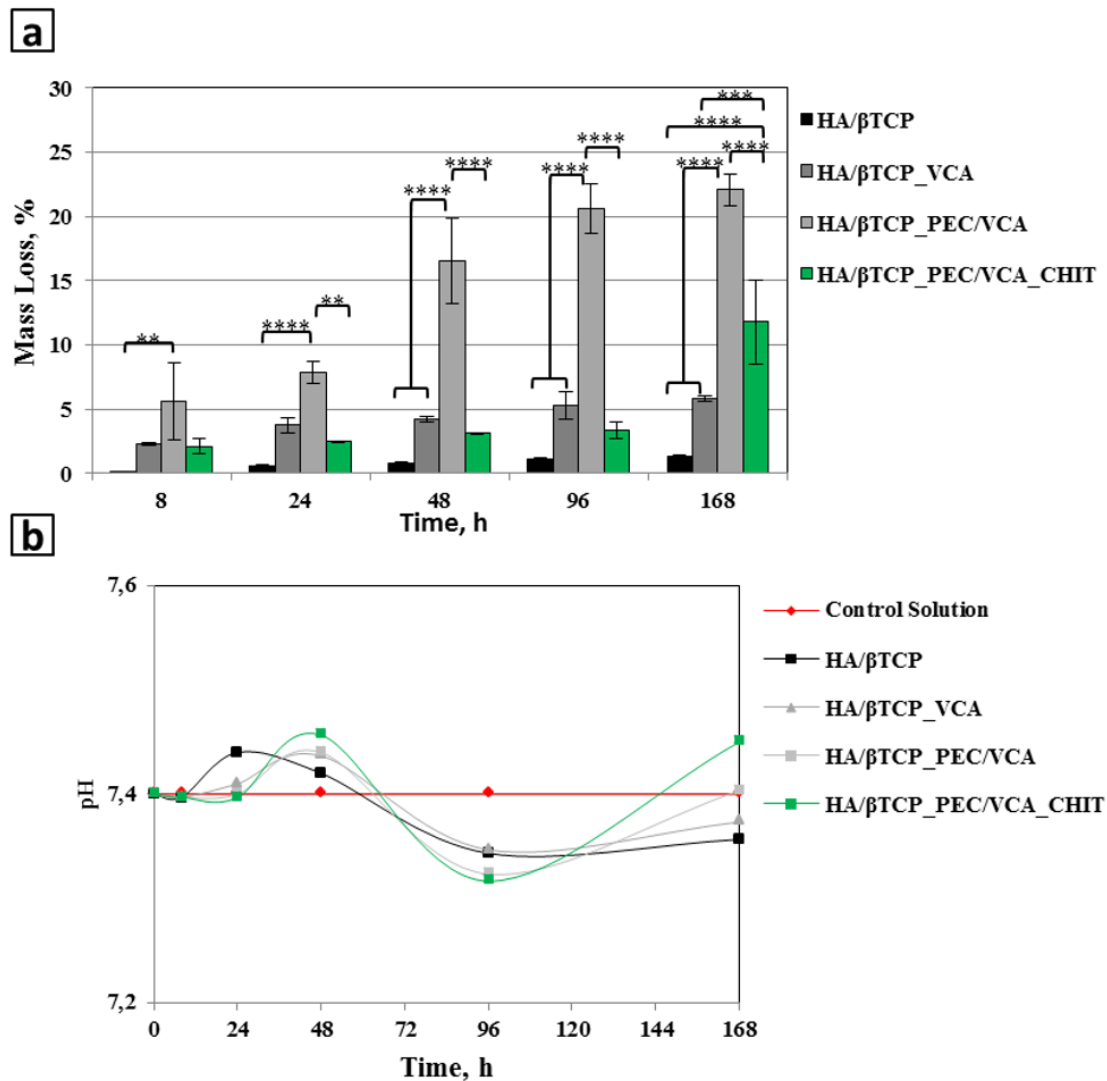 a
30
25
20
15
10
5
0
Mass Loss, %
**
****
**
****
****
****
****
***
****
****
****
8 24 48 96 168
Time, h
HA/βTCP
HA/βTCP_VCA
HA/βTCP_PEC/VCA
HA/βTCP_PEC/VCA_CHIT
b
7,6
7,4
7,2
pH
0 24 48 72 96 120 144 168
Time, h
Control Solution
HA/βTCP
HA/βTCP_VCA
HA/βTCP_PEC/VCA
HA/βTCP_PEC/VCA_CHIT